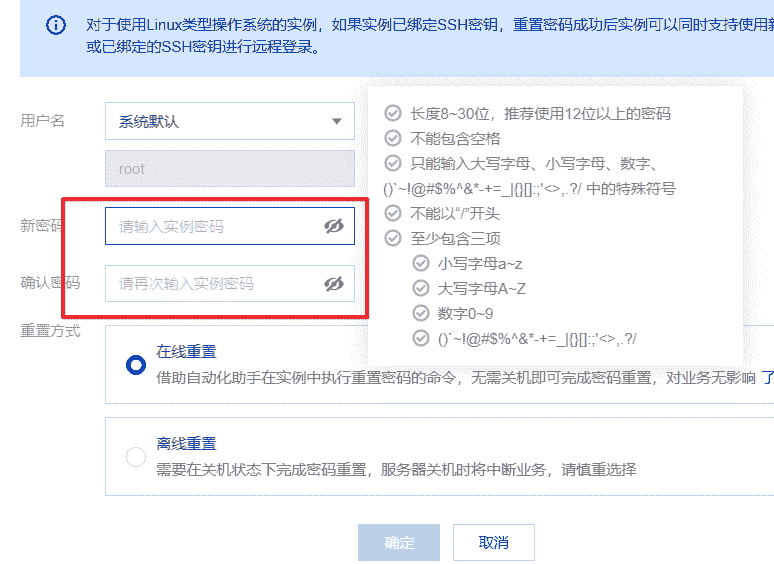 对于使用Linux类型操作系统的实例，如果实例已绑定SSH密钥，重置密码成功后实例可以同时支持使用新
或已绑定的SSH密钥进行远程登录。
用户名
系统默认
root
新密码
请输入实例密码
确认密码
请再次输入实例密码
长度8~30位，推荐使用12位以上的密码
不能包含空格
只能输入大写字母、小写字母、数字、
()`~!@#$%^&*-+=_|{}[]:;'<>,.?/ 中的特殊符号
不能以“/”开头
至少包含三项
小写字母a~z
大写字母A~Z
数字0~9
()`~!@#$%^&*-+=_|{}[]:;'<>,.?/
重置方式
在线重置
借助自动化助手在实例中执行重置密码的命令，无需关机即可完成密码重置，对业务无影响 了
离线重置
需要在关机状态下完成密码重置，服务器关机时将中断业务，请慎重选择
确定
取消